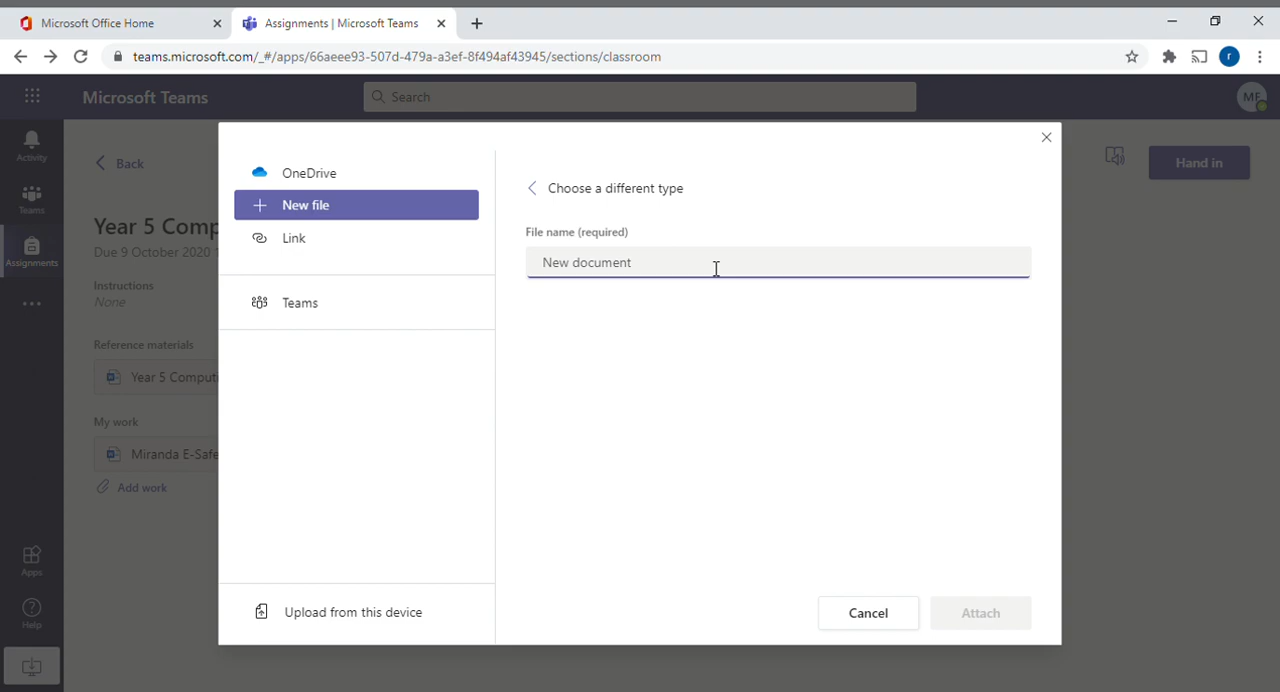 Microsoft Office Home
Assignments | Microsoft Teams
teams.microsoft.com/_#/apps/66aeee93-507d-479a-a3ef-8f494af43945/sections/classroom
r
Microsoft Teams
Search
MF
Activity
Teams
Assignments
Apps
Help
Back
Hand in
Year 5 Comp
Due 9 October 2020 1
Instructions
None
Reference materials
Year 5 Computi
My work
Miranda E-Safe
Add work
OneDrive
New file
Link
Teams
Upload from this device
Choose a different type
File name (required)
New document
Cancel
Attach